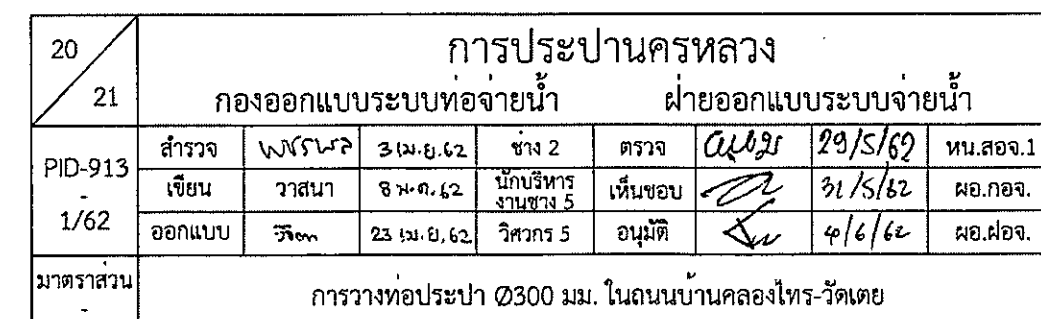 20 การประปานครหลวง
21 กองออกแบบระบบท่อจ่ายน้ำ ฝ่ายออกแบบระบบจ่ายน้ำ
PID-913 - 1/62
สำรวจ 3 เม.ย.62 ช่าง 2 ตรวจ 29/5/62 หน.สอจ.1
เขียน วาสนา 8 พ.ค.62 นักบริหารงานช่าง 5 เห็นชอบ 31/5/62 ผอ.กอจ.
ออกแบบ 23 เม.ย.62 วิศวกร 5 อนุมัติ 4/6/62 ผอ.ฝอจ.
มาตราส่วน - การวางท่อประปา Ø300 มม. ในถนนบ้านคลองไทร-วัดเตย